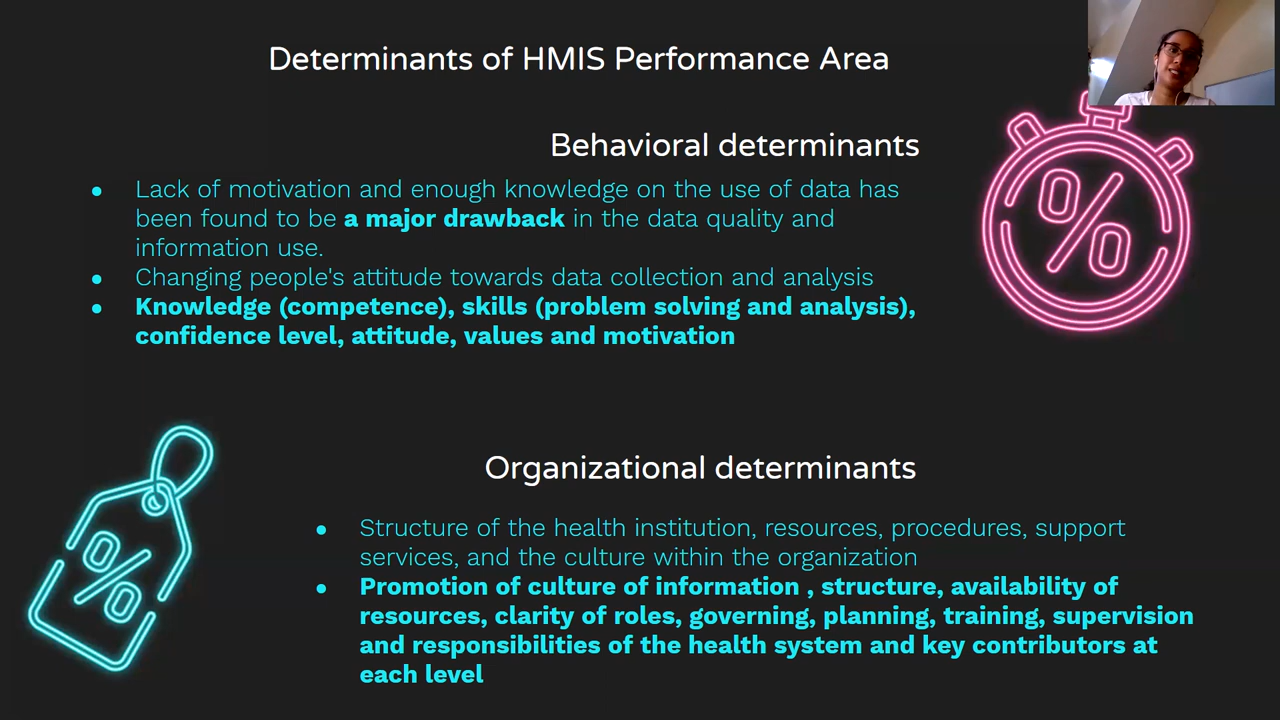 Determinants of HMIS Performance Area
Behavioral determinants
● Lack of motivation and enough knowledge on the use of data has
been found to be a major drawback in the data quality and
information use.
● Changing people's attitude towards data collection and analysis
● Knowledge (competence), skills (problem solving and analysis),
confidence level, attitude, values and motivation
%
%
Organizational determinants
● Structure of the health institution, resources, procedures, support
services, and the culture within the organization
● Promotion of culture of information , structure, availability of
resources, clarity of roles, governing, planning, training, supervision
and responsibilities of the health system and key contributors at
each level